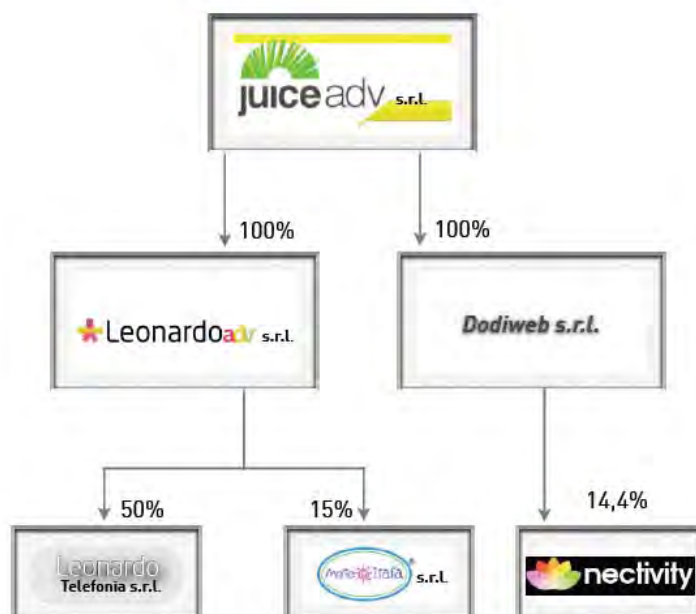 juice adv s.r.l.
100%
100%
Leonardo adv s.r.l.
Dodiweb s.r.l.
50%
15%
14,4%
Leonardo
Telefonia s.r.l.
s.r.l.
nectivity